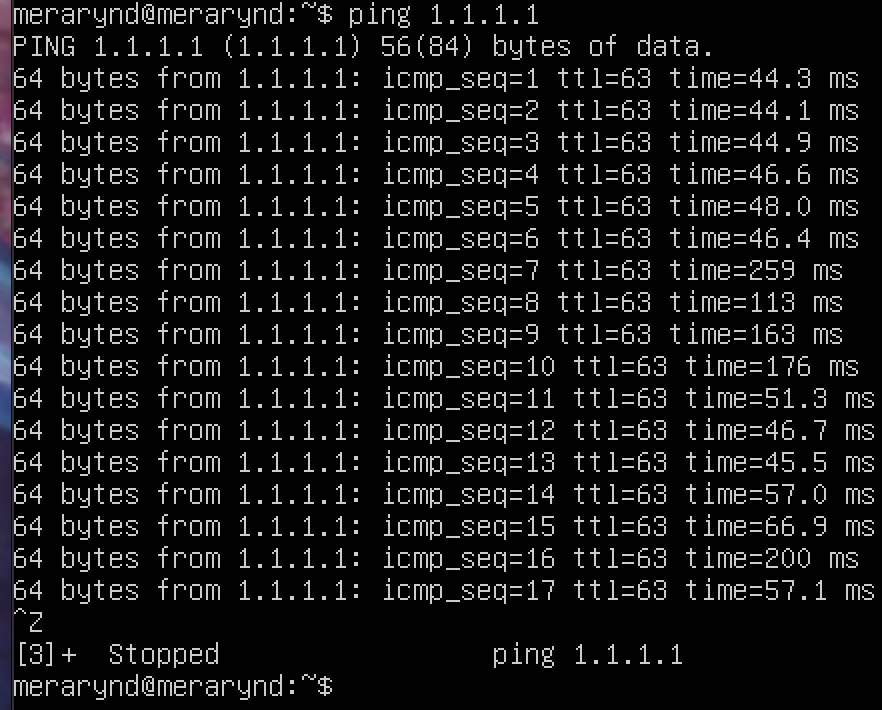 merarynd@merarynd:~$ ping 1.1.1.1
PING 1.1.1.1 (1.1.1.1) 56(84) bytes of data.
64 bytes from 1.1.1.1: icmp_seq=1 ttl=63 time=44.3 ms
64 bytes from 1.1.1.1: icmp_seq=2 ttl=63 time=44.1 ms
64 bytes from 1.1.1.1: icmp_seq=3 ttl=63 time=44.9 ms
64 bytes from 1.1.1.1: icmp_seq=4 ttl=63 time=46.6 ms
64 bytes from 1.1.1.1: icmp_seq=5 ttl=63 time=48.0 ms
64 bytes from 1.1.1.1: icmp_seq=6 ttl=63 time=46.4 ms
64 bytes from 1.1.1.1: icmp_seq=7 ttl=63 time=259 ms
64 bytes from 1.1.1.1: icmp_seq=8 ttl=63 time=113 ms
64 bytes from 1.1.1.1: icmp_seq=9 ttl=63 time=163 ms
64 bytes from 1.1.1.1: icmp_seq=10 ttl=63 time=176 ms
64 bytes from 1.1.1.1: icmp_seq=11 ttl=63 time=51.3 ms
64 bytes from 1.1.1.1: icmp_seq=12 ttl=63 time=46.7 ms
64 bytes from 1.1.1.1: icmp_seq=13 ttl=63 time=45.5 ms
64 bytes from 1.1.1.1: icmp_seq=14 ttl=63 time=57.0 ms
64 bytes from 1.1.1.1: icmp_seq=15 ttl=63 time=66.9 ms
64 bytes from 1.1.1.1: icmp_seq=16 ttl=63 time=200 ms
64 bytes from 1.1.1.1: icmp_seq=17 ttl=63 time=57.1 ms
^Z
[3]+  Stopped                 ping 1.1.1.1
merarynd@merarynd:~$